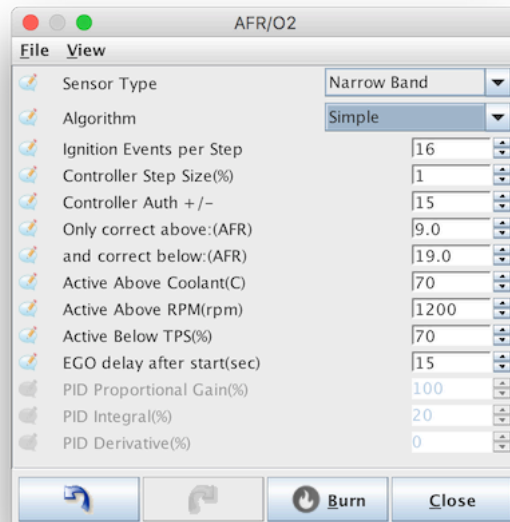 AFR/O2
File View
Sensor Type Narrow Band
Algorithm Simple
Ignition Events per Step 16
Controller Step Size(%) 1
Controller Auth +/- 15
Only correct above:(AFR) 9.0
and correct below:(AFR) 19.0
Active Above Coolant(C) 70
Active Above RPM(rpm) 1200
Active Below TPS(%) 70
EGO delay after start(sec) 15
PID Proportional Gain(%) 100
PID Integral(%) 20
PID Derivative(%) 0
Burn Close